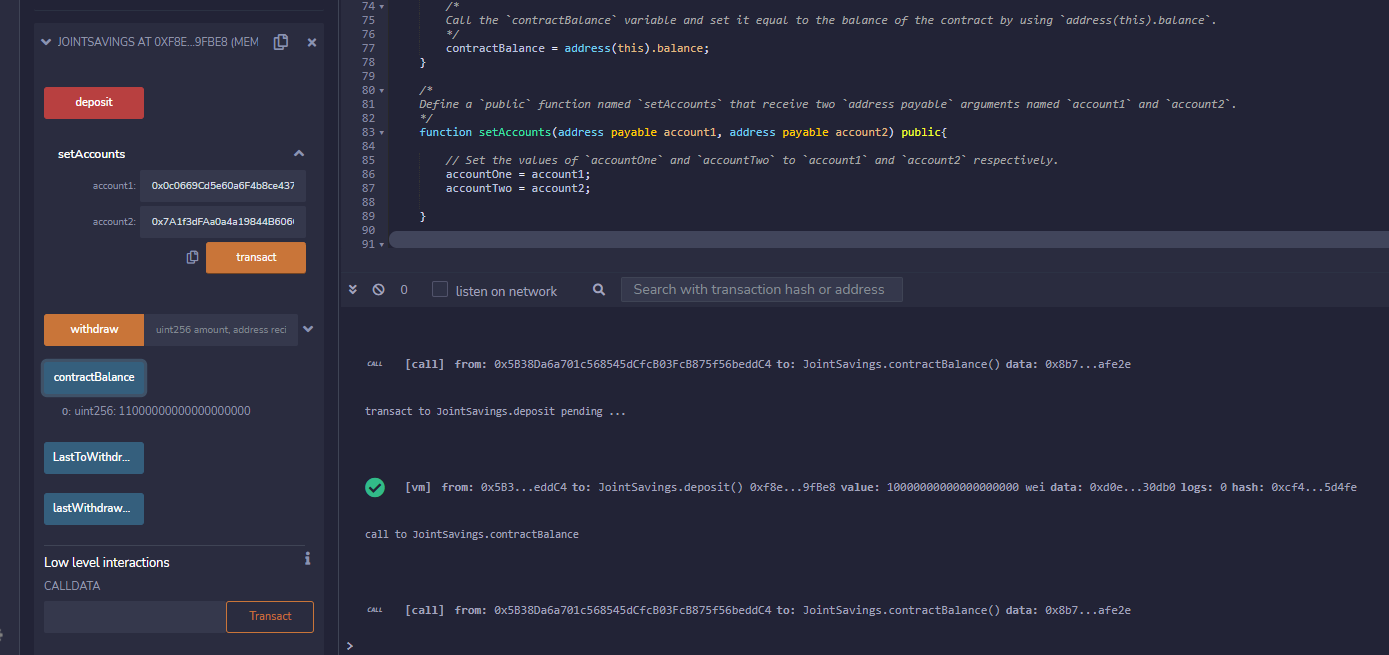 JOINTSAVINGS AT 0XF8E...9FBE8 (MEM
deposit
setAccounts
account1: 0x0c0669Cd5e60a6F4b8ce437
account2: 0x7A1f3dFAa0a4a19844B606
transact
withdraw uint256 amount, address reci
contractBalance
0: uint256: 11000000000000000000
LastToWithdr...
lastWithdraw...
Low level interactions
CALLDATA
Transact
74 /*
75 Call the `contractBalance` variable and set it equal to the balance of the contract by using `address(this).balance`.
76 */
77 contractBalance = address(this).balance;
78 }
79
80 /*
81 Define a `public` function named `setAccounts` that receive two `address payable` arguments named `account1` and `account2`.
82 */
83 function setAccounts(address payable account1, address payable account2) public{
84
85 // Set the values of `accountOne` and `accountTwo` to `account1` and `account2` respectively.
86 accountOne = account1;
87 accountTwo = account2;
88
89 }
90
91
0 listen on network Search with transaction hash or address
CALL [call] from: 0x5B38Da6a701c568545dCfcB03FcB875f56beddC4 to: JointSavings.contractBalance() data: 0x8b7...afe2e
transact to JointSavings.deposit pending ...
[vm] from: 0x5B3...eddC4 to: JointSavings.deposit() 0xf8e...9fBe8 value: 10000000000000000000 wei data: 0xd0e...30db0 logs: 0 hash: 0xcf4...5d4fe
call to JointSavings.contractBalance
CALL [call] from: 0x5B38Da6a701c568545dCfcB03FcB875f56beddC4 to: JointSavings.contractBalance() data: 0x8b7...afe2e
>